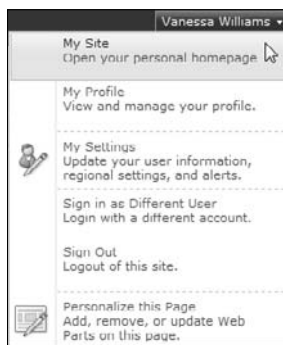 Vanessa Williams
My Site
Open your personal homepage
My Profile
View and manage your profile.
My Settings
Update your user information,
regional settings, and alerts.
Sign in as Different User
Login with a different account.
Sign Out
Logout of this site.
Personalize this Page
Add, remove, or update Web
Parts on this page.